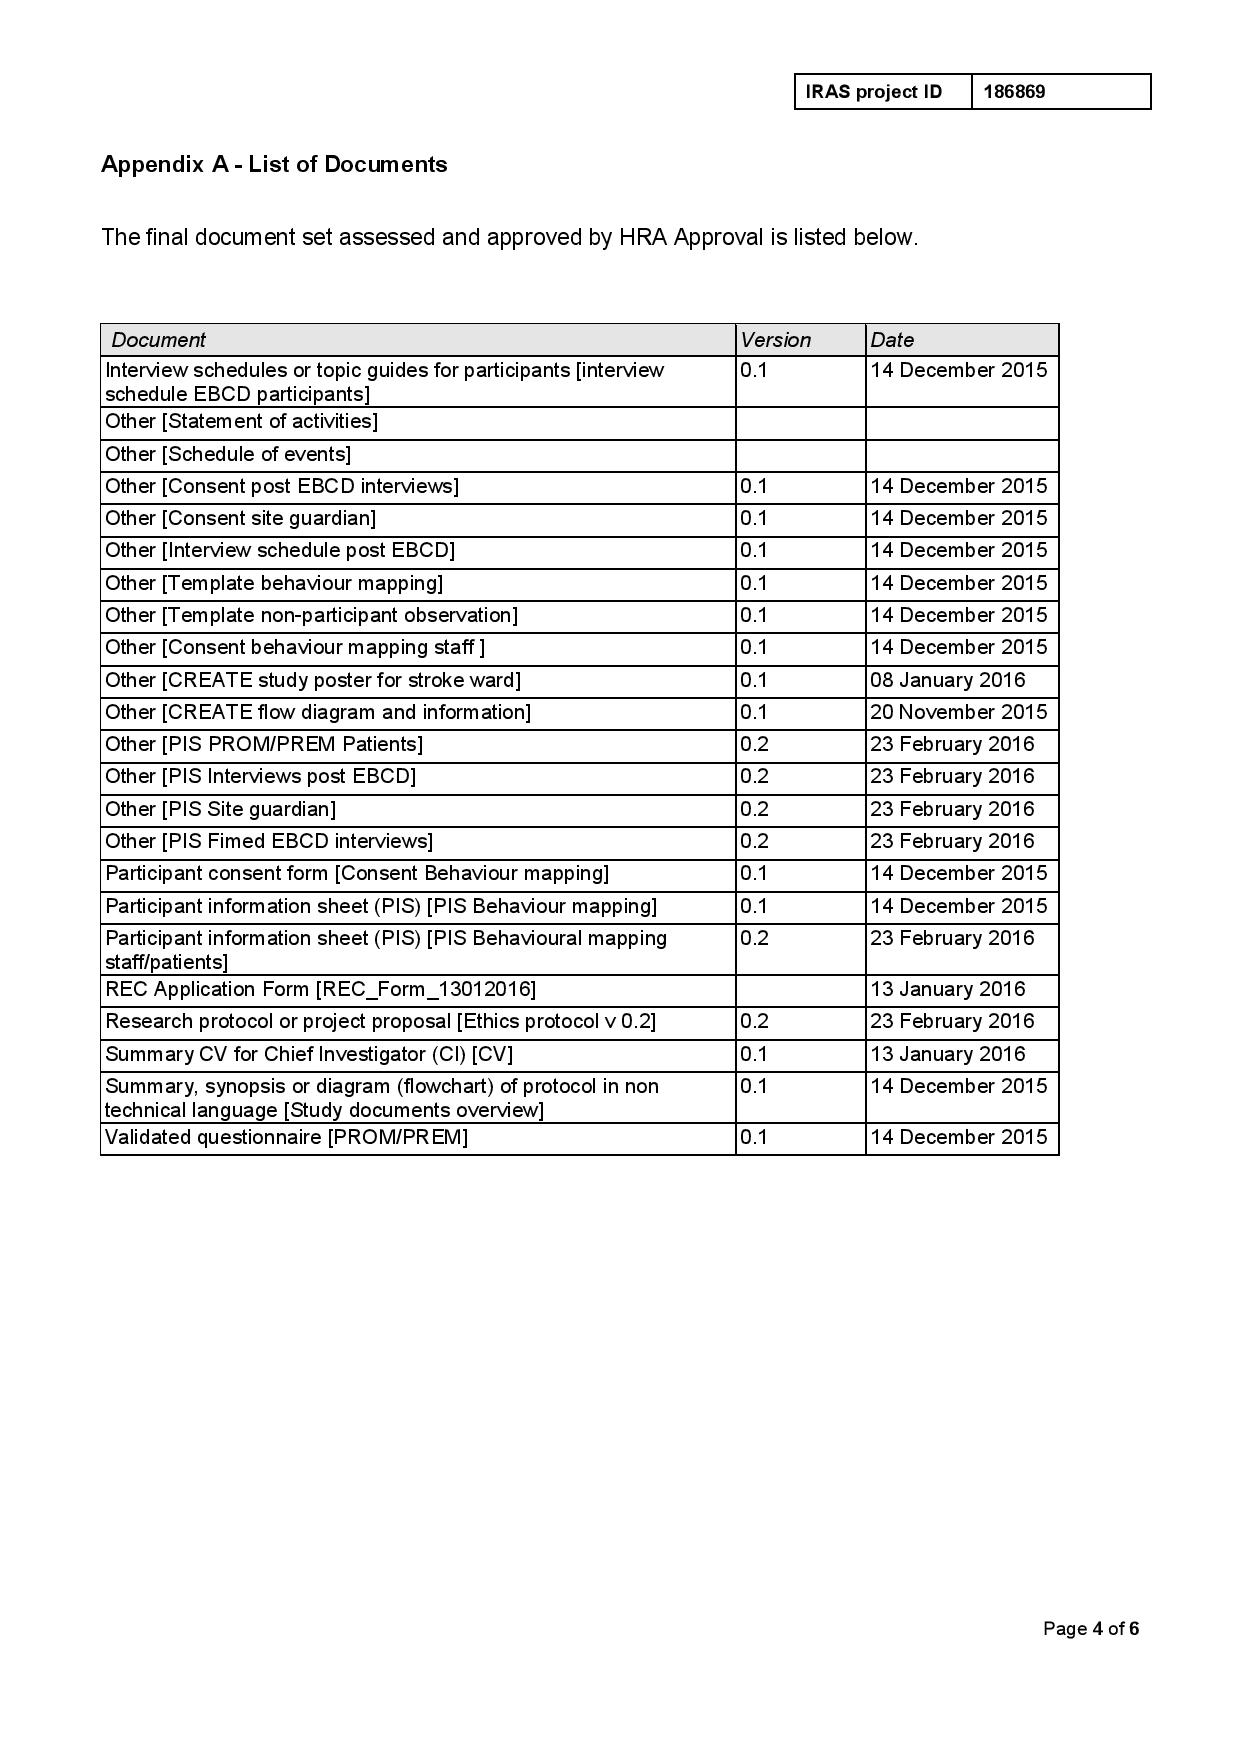 IRAS project ID 186869
Appendix A - List of Documents
The final document set assessed and approved by HRA Approval is listed below.
Document Version Date
Interview schedules or topic guides for participants [interview 0.1 14 December 2015
schedule EBCD participants]
Other [Statement of activities]
Other [Schedule of events]
Other [Consent post EBCD interviews] 0.1 14 December 2015
Other [Consent site guardian] 0.1 14 December 2015
Other [Interview schedule post EBCD] 0.1 14 December 2015
Other [Template behaviour mapping] 0.1 14 December 2015
Other [Template non-participant observation] 0.1 14 December 2015
Other [Consent behaviour mapping staff ] 0.1 14 December 2015
Other [CREATE study poster for stroke ward] 0.1 08 January 2016
Other [CREATE flow diagram and information] 0.1 20 November 2015
Other [PIS PROM/PREM Patients] 0.2 23 February 2016
Other [PIS Interviews post EBCD] 0.2 23 February 2016
Other [PIS Site guardian] 0.2 23 February 2016
Other [PIS Fimed EBCD interviews] 0.2 23 February 2016
Participant consent form [Consent Behaviour mapping] 0.1 14 December 2015
Participant information sheet (PIS) [PIS Behaviour mapping] 0.1 14 December 2015
Participant information sheet (PIS) [PIS Behavioural mapping 0.2 23 February 2016
staff/patients]
REC Application Form [REC_Form_13012016] 13 January 2016
Research protocol or project proposal [Ethics protocol v 0.2] 0.2 23 February 2016
Summary CV for Chief Investigator (CI) [CV] 0.1 13 January 2016
Summary, synopsis or diagram (flowchart) of protocol in non 0.1 14 December 2015
technical language [Study documents overview]
Validated questionnaire [PROM/PREM] 0.1 14 December 2015
Page 4 of 6